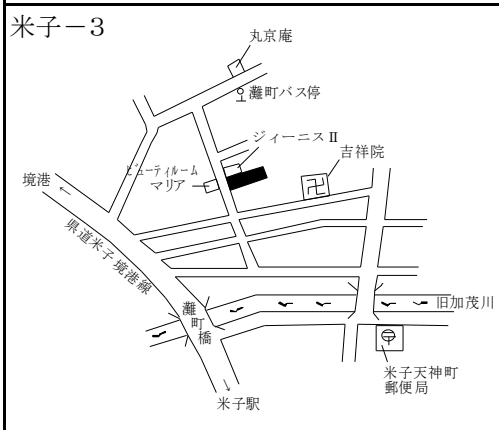 米子－3
丸京庵
灘町バス停
ジィーニスⅡ
吉祥院
ビューティルーム
マリア
境港
県道米子境港線
灘町橋
旧加茂川
米子天神町
郵便局
米子駅